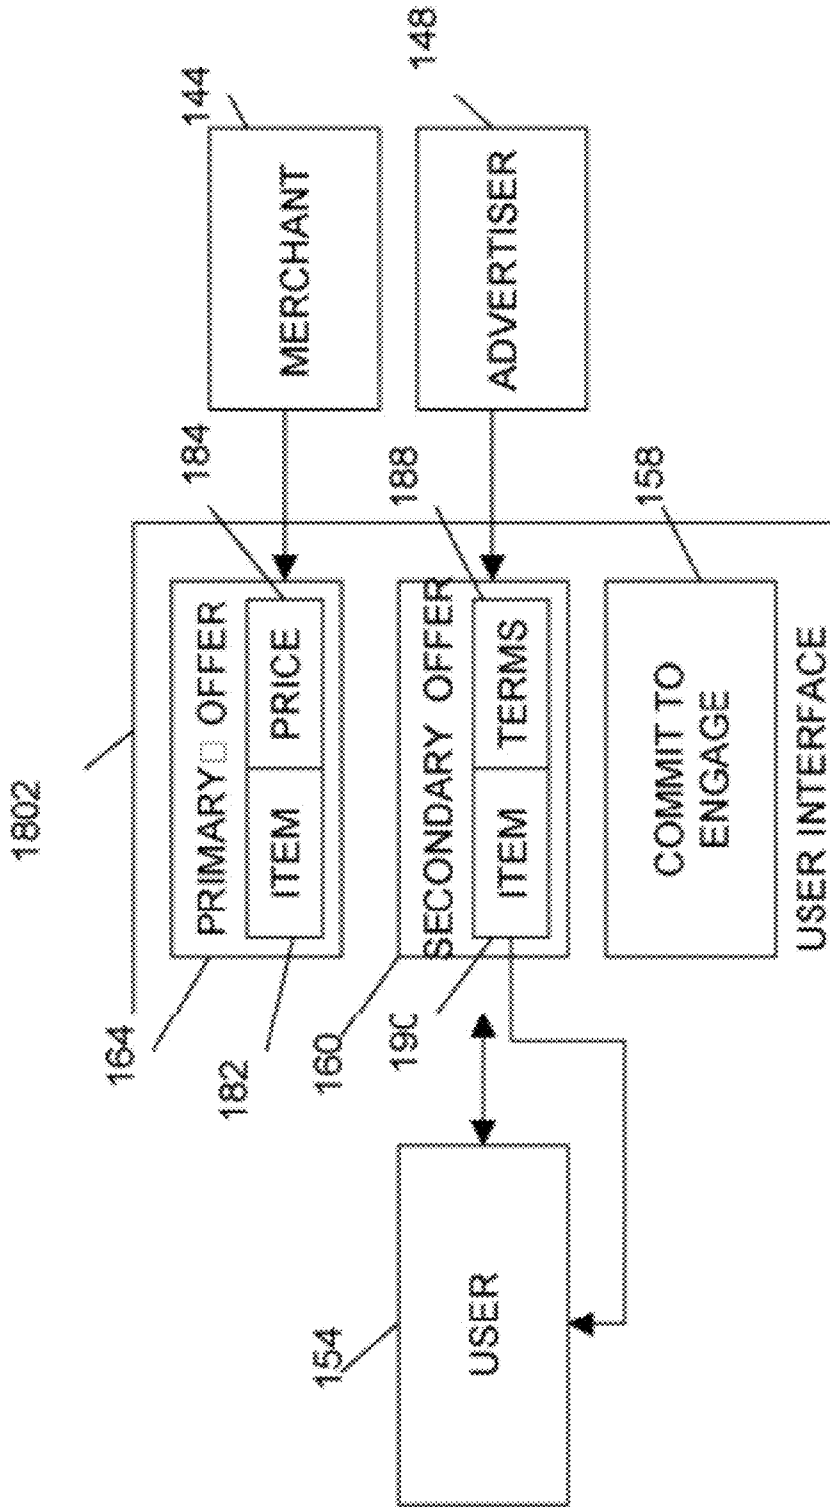 1802
144
MERCHANT
184
PRIMARY OFFER
ITEM
PRICE
164
182
148
ADVERTISER
188
SECONDARY OFFER
ITEM
TERMS
160
190
158
COMMIT TO
ENGAGE
USER INTERFACE
154
USER